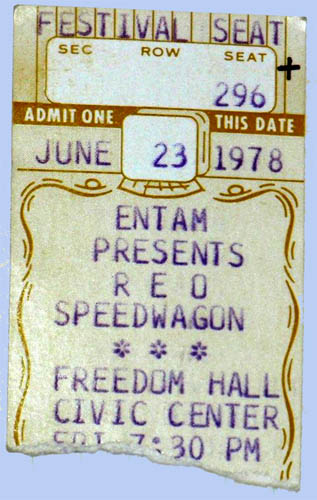 FESTIVAL SEAT
SEC ROW SEAT
296 +
ADMIT ONE THIS DATE
JUNE 23 1978
ENTAM
PRESENTS
R E O
SPEEDWAGON
* * *
FREEDOM HALL
CIVIC CENTER
FRI 7:30 PM